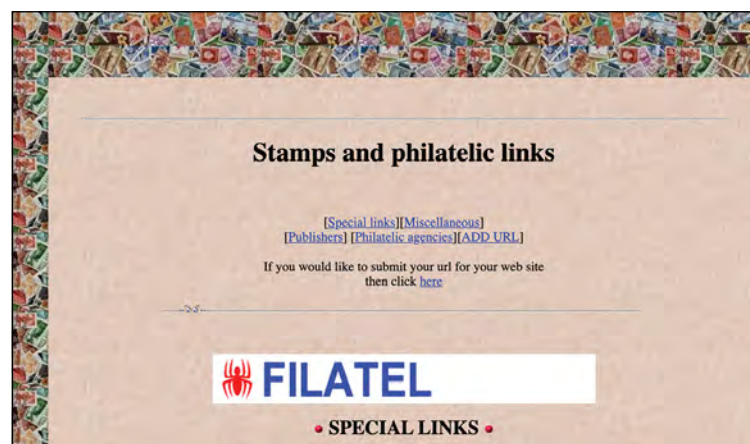 Stamps and philatelic links
[Special links][Miscellaneous]
[Publishers] [Philatelic agencies][ADD URL]
If you would like to submit your url for your web site
then click here
FILATEL
• SPECIAL LINKS •